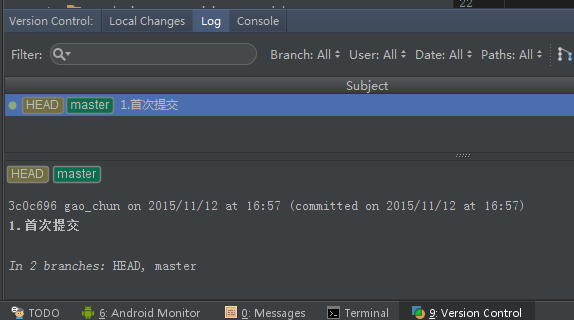 22
Version Control: Local Changes Log Console
Filter: Branch: All User: All Date: All Paths: All
Subject
HEAD master 1.首次提交
HEAD master
3c0c696 gao_chun on 2015/11/12 at 16:57 (committed on 2015/11/12 at 16:57)
1.首次提交
In 2 branches: HEAD, master
TODO 6: Android Monitor 0: Messages Terminal 9: Version Control